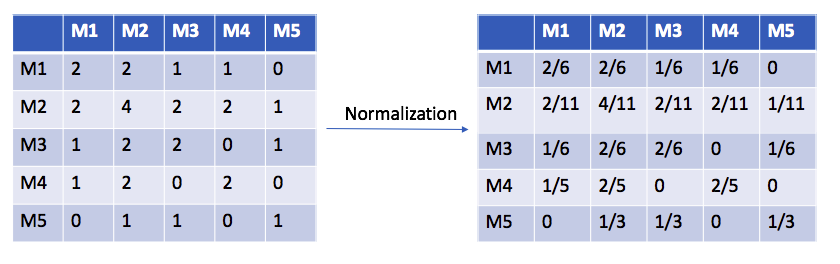 M1 M2 M3 M4 M5
M1 2 2 1 1 0
M2 2 4 2 2 1
M3 1 2 2 0 1
M4 1 2 0 2 0
M5 0 1 1 0 1
Normalization
M1 M2 M3 M4 M5
M1 2/6 2/6 1/6 1/6 0
M2 2/11 4/11 2/11 2/11 1/11
M3 1/6 2/6 2/6 0 1/6
M4 1/5 2/5 0 2/5 0
M5 0 1/3 1/3 0 1/3